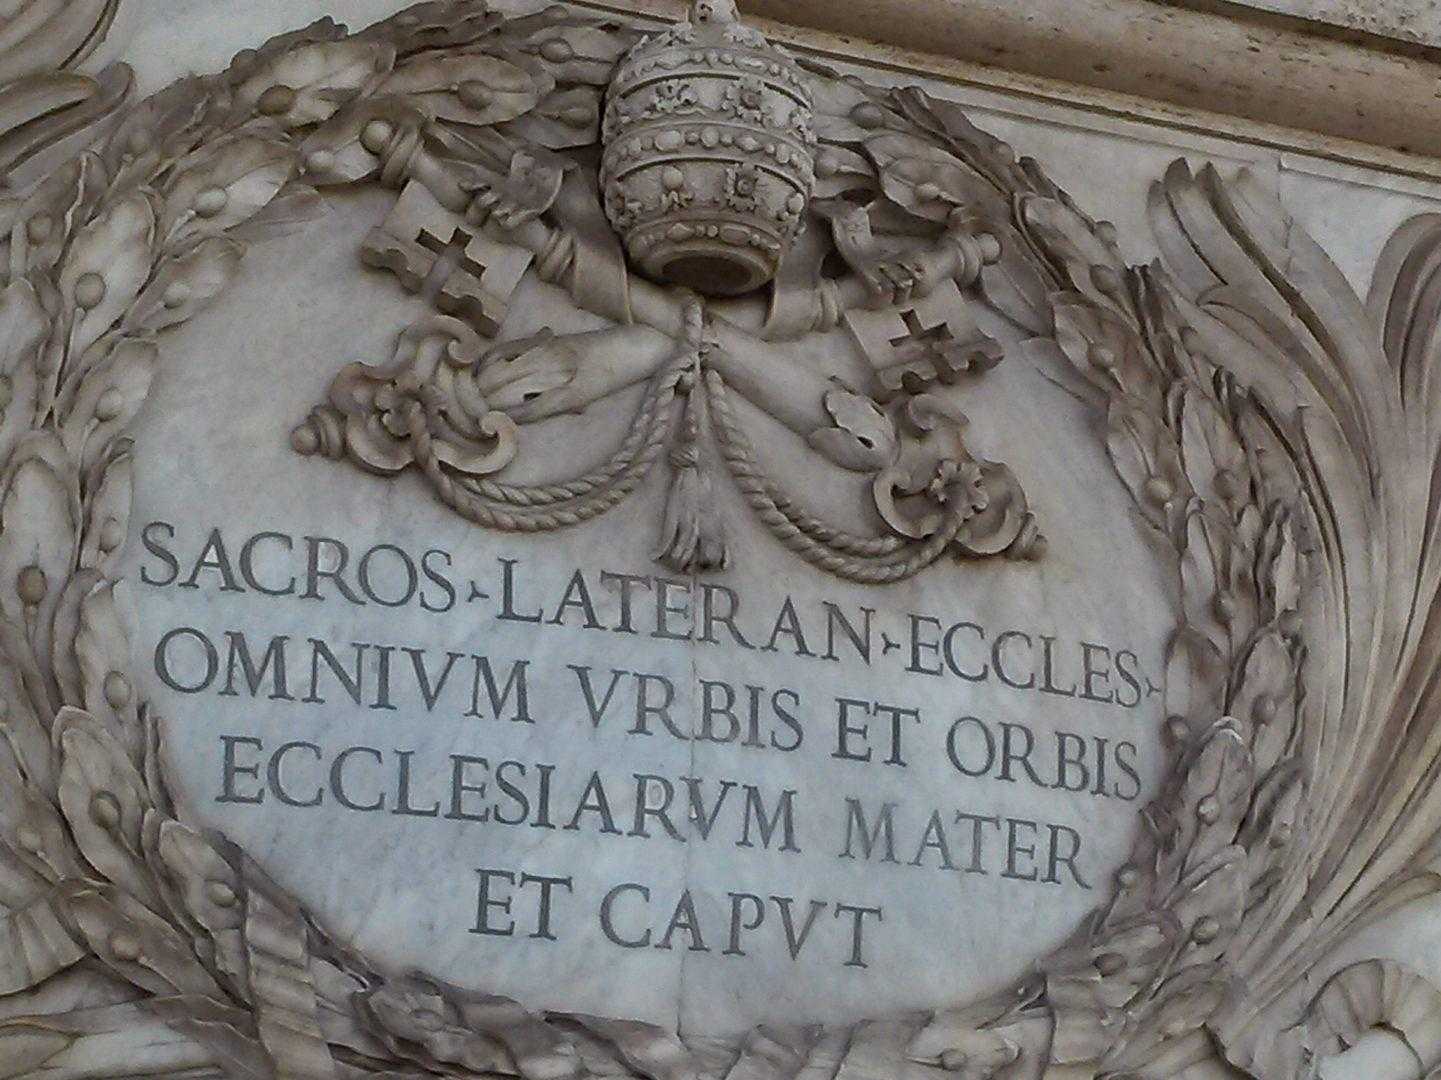 SACROS·LATERAN·ECCLES·
OMNIVM VRBIS ET ORBIS
ECCLESIARVM MATER
ET CAPVT